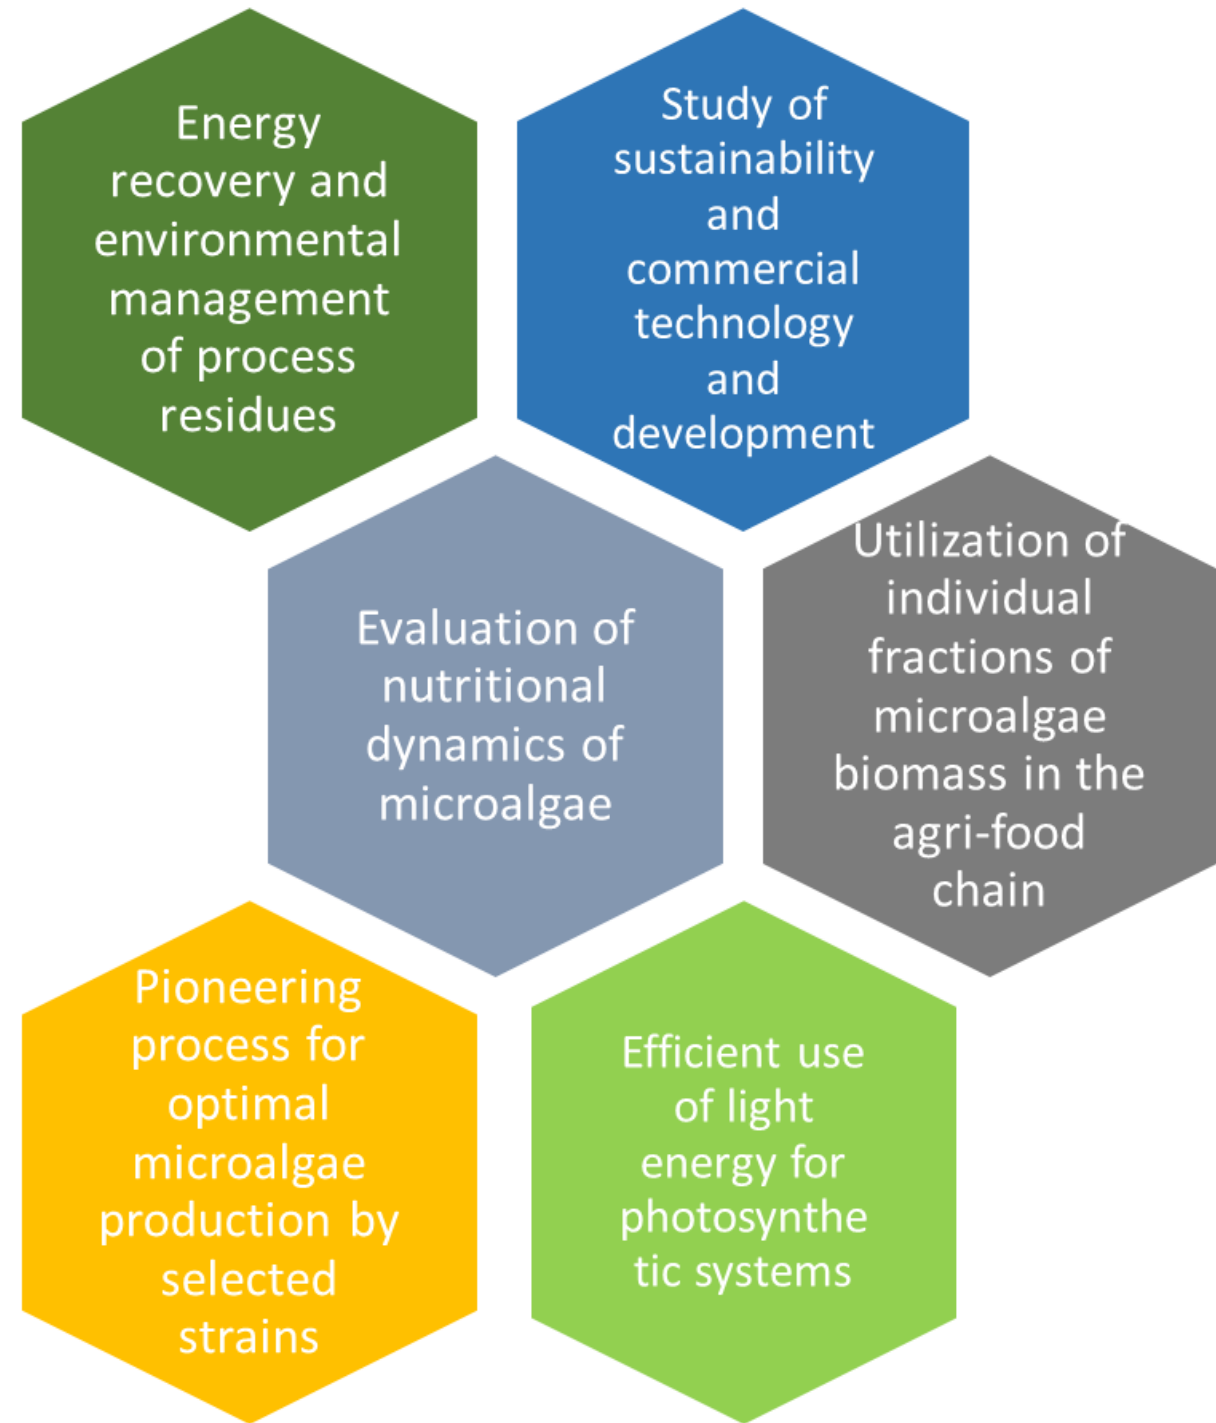 Energy
recovery and
environmental
management
of process
residues
Study of
sustainability
and
commercial
technology
and
development
Evaluation of
nutritional
dynamics of
microalgae
Utilization of
individual
fractions of
microalgae
biomass in the
agri-food
chain
Pioneering
process for
optimal
microalgae
production by
selected
strains
Efficient use
of light
energy for
photosynthe
tic systems